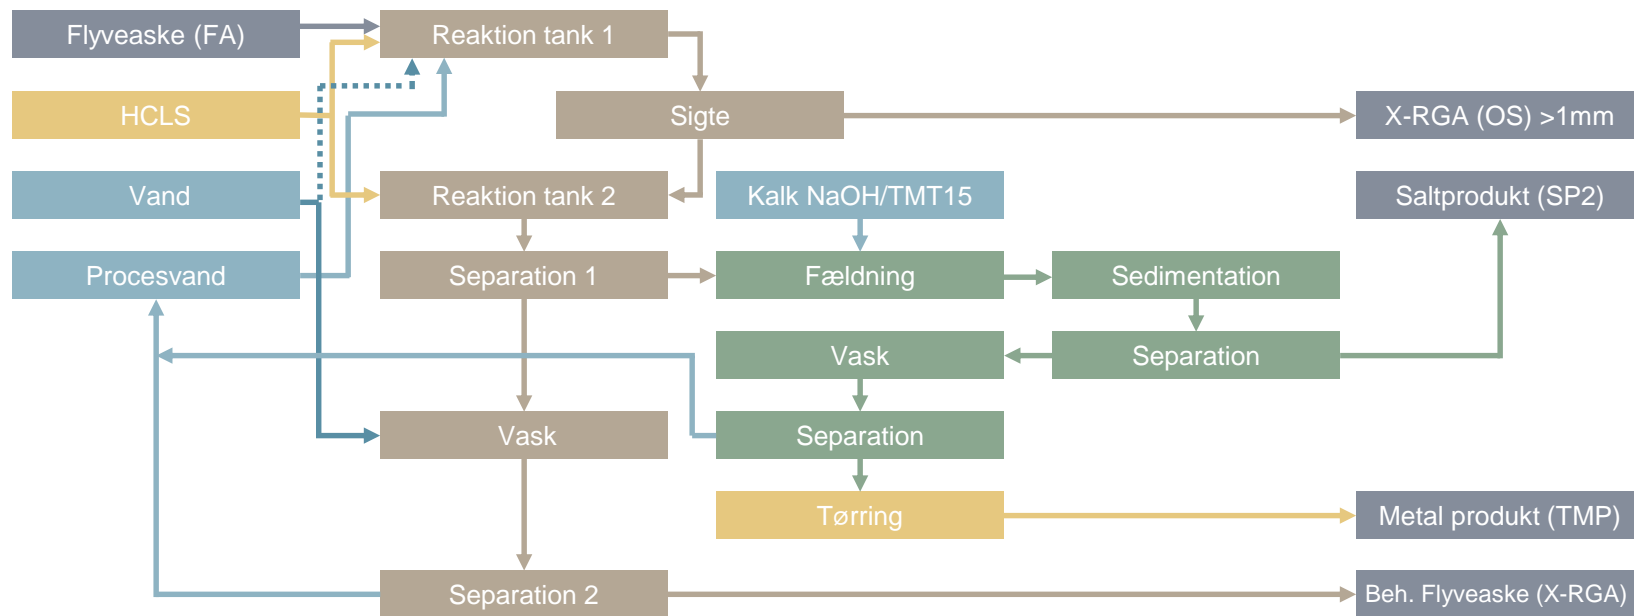 Flyveaske (FA)
Reaktion tank 1
HCLS
Sigte
X-RGA (OS) >1mm
Vand
Reaktion tank 2
Kalk NaOH/TMT15
Saltprodukt (SP2)
Procesvand
Separation 1
Fældning
Sedimentation
Vask
Separation
Vask
Separation
Tørring
Metal produkt (TMP)
Separation 2
Beh. Flyveaske (X-RGA)